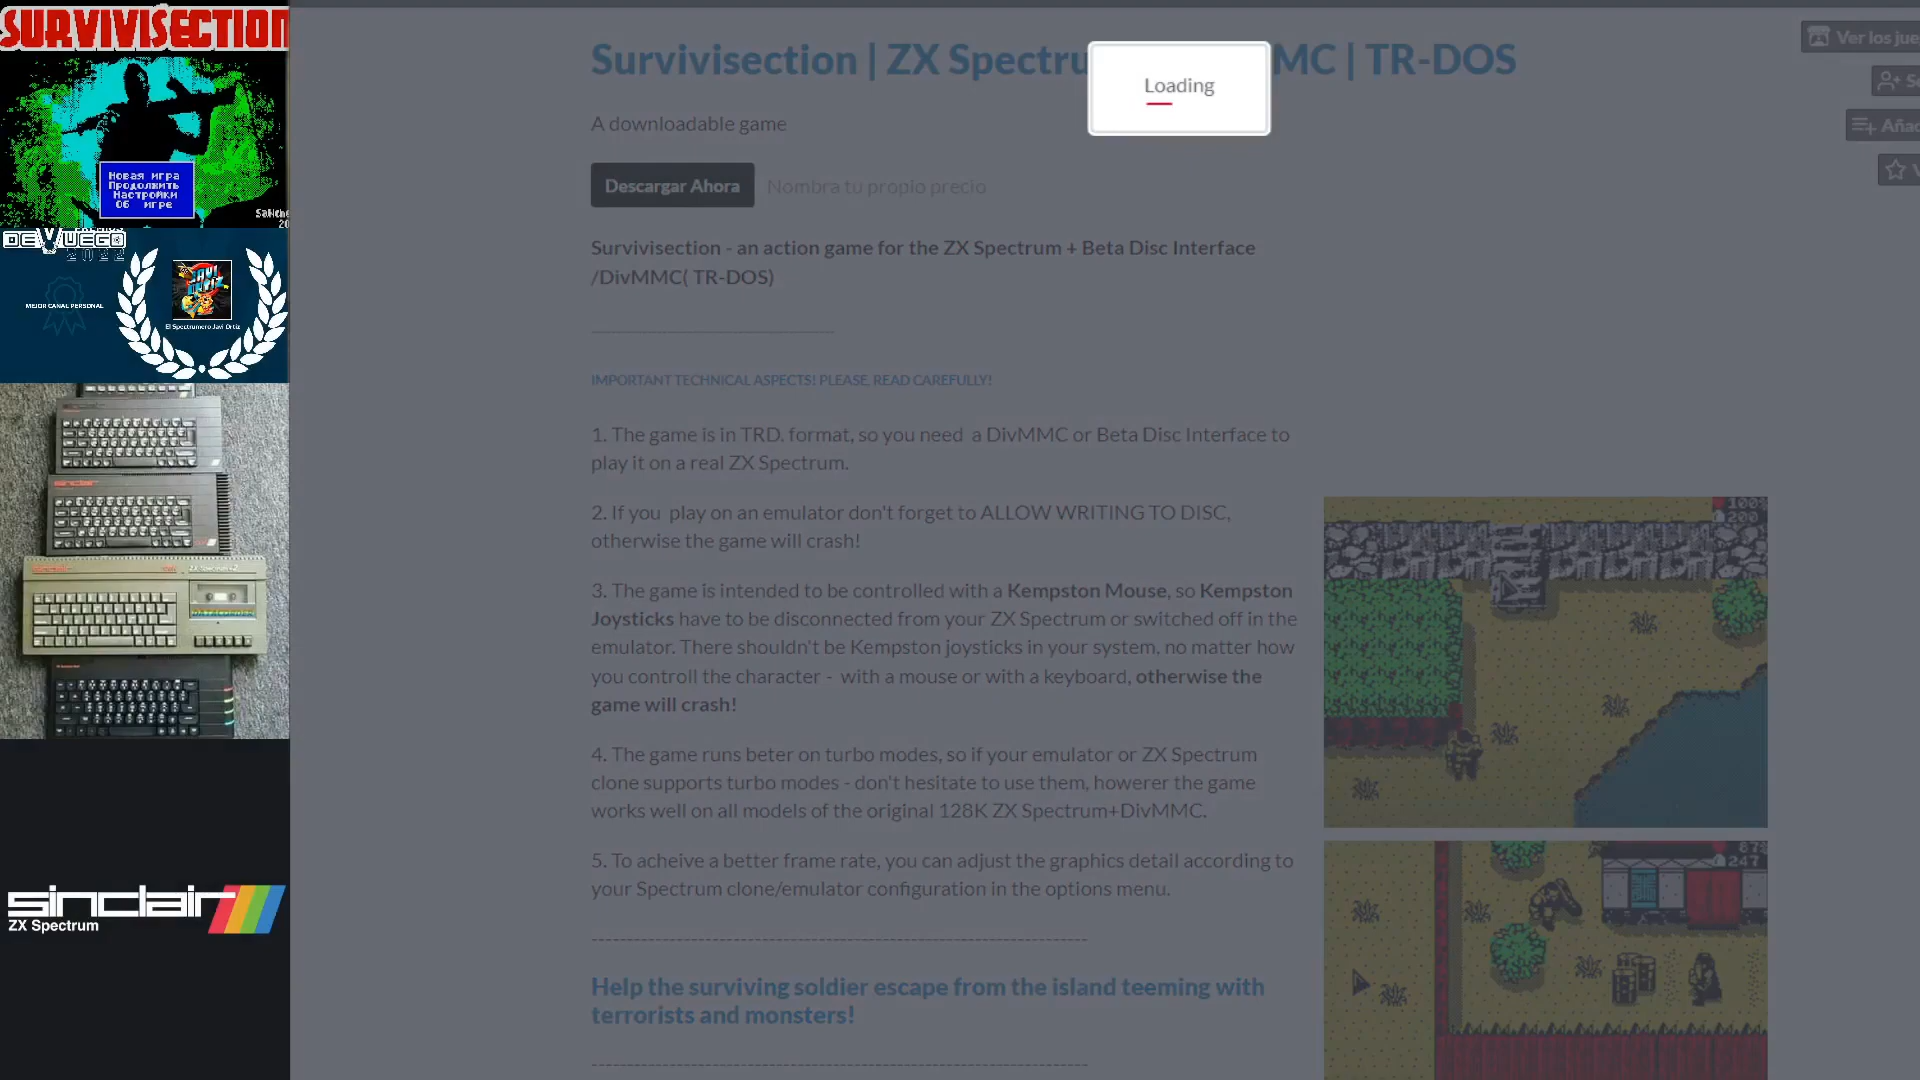 SURVIVISECTION
Новая игра
Продолжить
Настройки
Об игре
DEVUEGO
2022
MEJOR CANAL PERSONAL
El Spectrumero Javi Ortiz
sinclair
ZX Spectrum
Survivisection | ZX Spectru
MC | TR-DOS
Loading
Ver los jue
Añad
A downloadable game
Descargar Ahora
Nombra tu propio precio
Survivisection - an action game for the ZX Spectrum + Beta Disc Interface
/DivMMC( TR-DOS)
IMPORTANT TECHNICAL ASPECTS! PLEASE, READ CAREFULLY!
1. The game is in TRD. format, so you need a DivMMC or Beta Disc Interface to
play it on a real ZX Spectrum.
2. If you play on an emulator don't forget to ALLOW WRITING TO DISC,
otherwise the game will crash!
3. The game is intended to be controlled with a Kempston Mouse, so Kempston
Joysticks have to be disconnected from your ZX Spectrum or switched off in the
emulator. There shouldn't be Kempston joysticks in your system, no matter how
you controll the character - with a mouse or with a keyboard, otherwise the
game will crash!
4. The game runs beter on turbo modes, so if your emulator or ZX Spectrum
clone supports turbo modes - don't hesitate to use them, howerer the game
works well on all models of the original 128K ZX Spectrum+DivMMC.
5. To acheive a better frame rate, you can adjust the graphics detail according to
your Spectrum clone/emulator configuration in the options menu.
Help the surviving soldier escape from the island teeming with
terrorists and monsters!
100%
200
87%
247